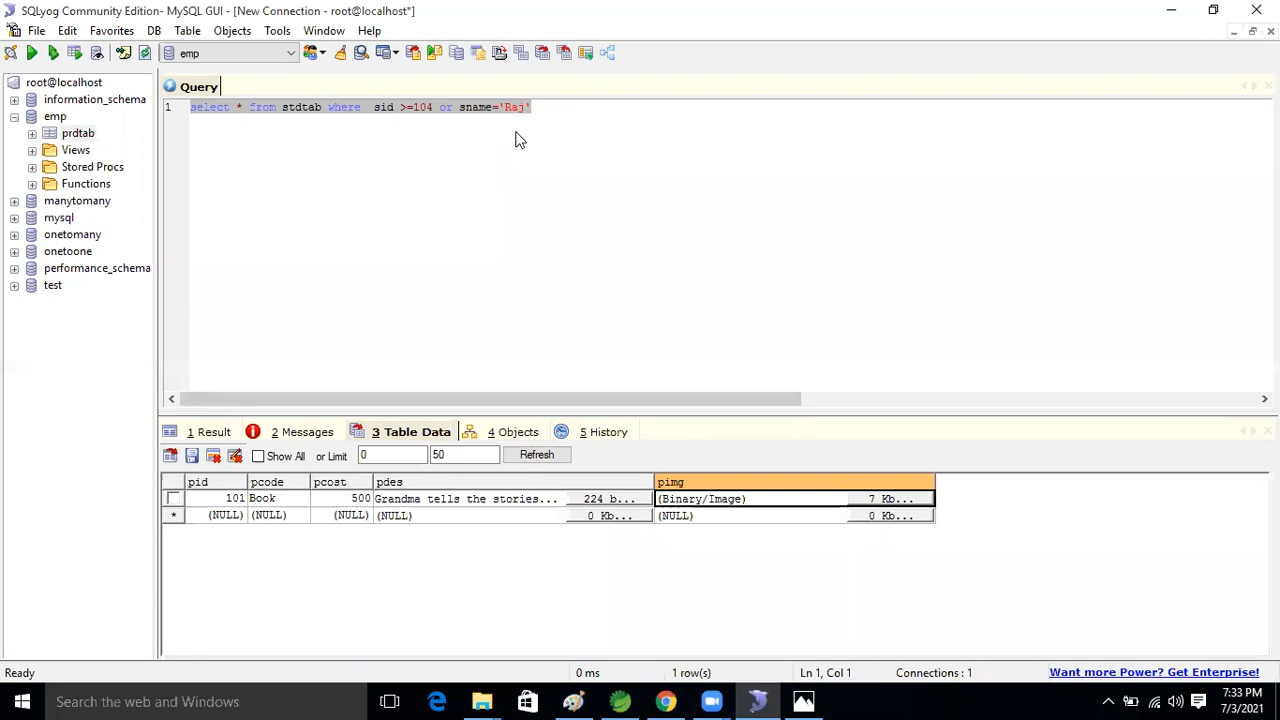 SQLyog Community Edition- MySQL GUI - [New Connection - root@localhost*]
File Edit Favorites DB Table Objects Tools Window Help
emp
root@localhost
information_schema
emp
prdtab
Views
Stored Procs
Functions
manytomany
mysql
onetomany
onetoone
performance_schema
test
Query
1 select * from stdtab where sid >=104 or sname='Raj'
1 Result 2 Messages 3 Table Data 4 Objects 5 History
Show All or Limit 0 50 Refresh
pid pcode pcost pdes pimg
101 Book 500 Grandma tells the stories... 224 b... (Binary/Image) 7 Kb...
* (NULL) (NULL) (NULL) (NULL) 0 Kb... (NULL) 0 Kb...
Ready 0 ms 1 row(s) Ln 1, Col 1 Connections : 1 Want more Power? Get Enterprise!
Search the web and Windows
7:33 PM
7/3/2021